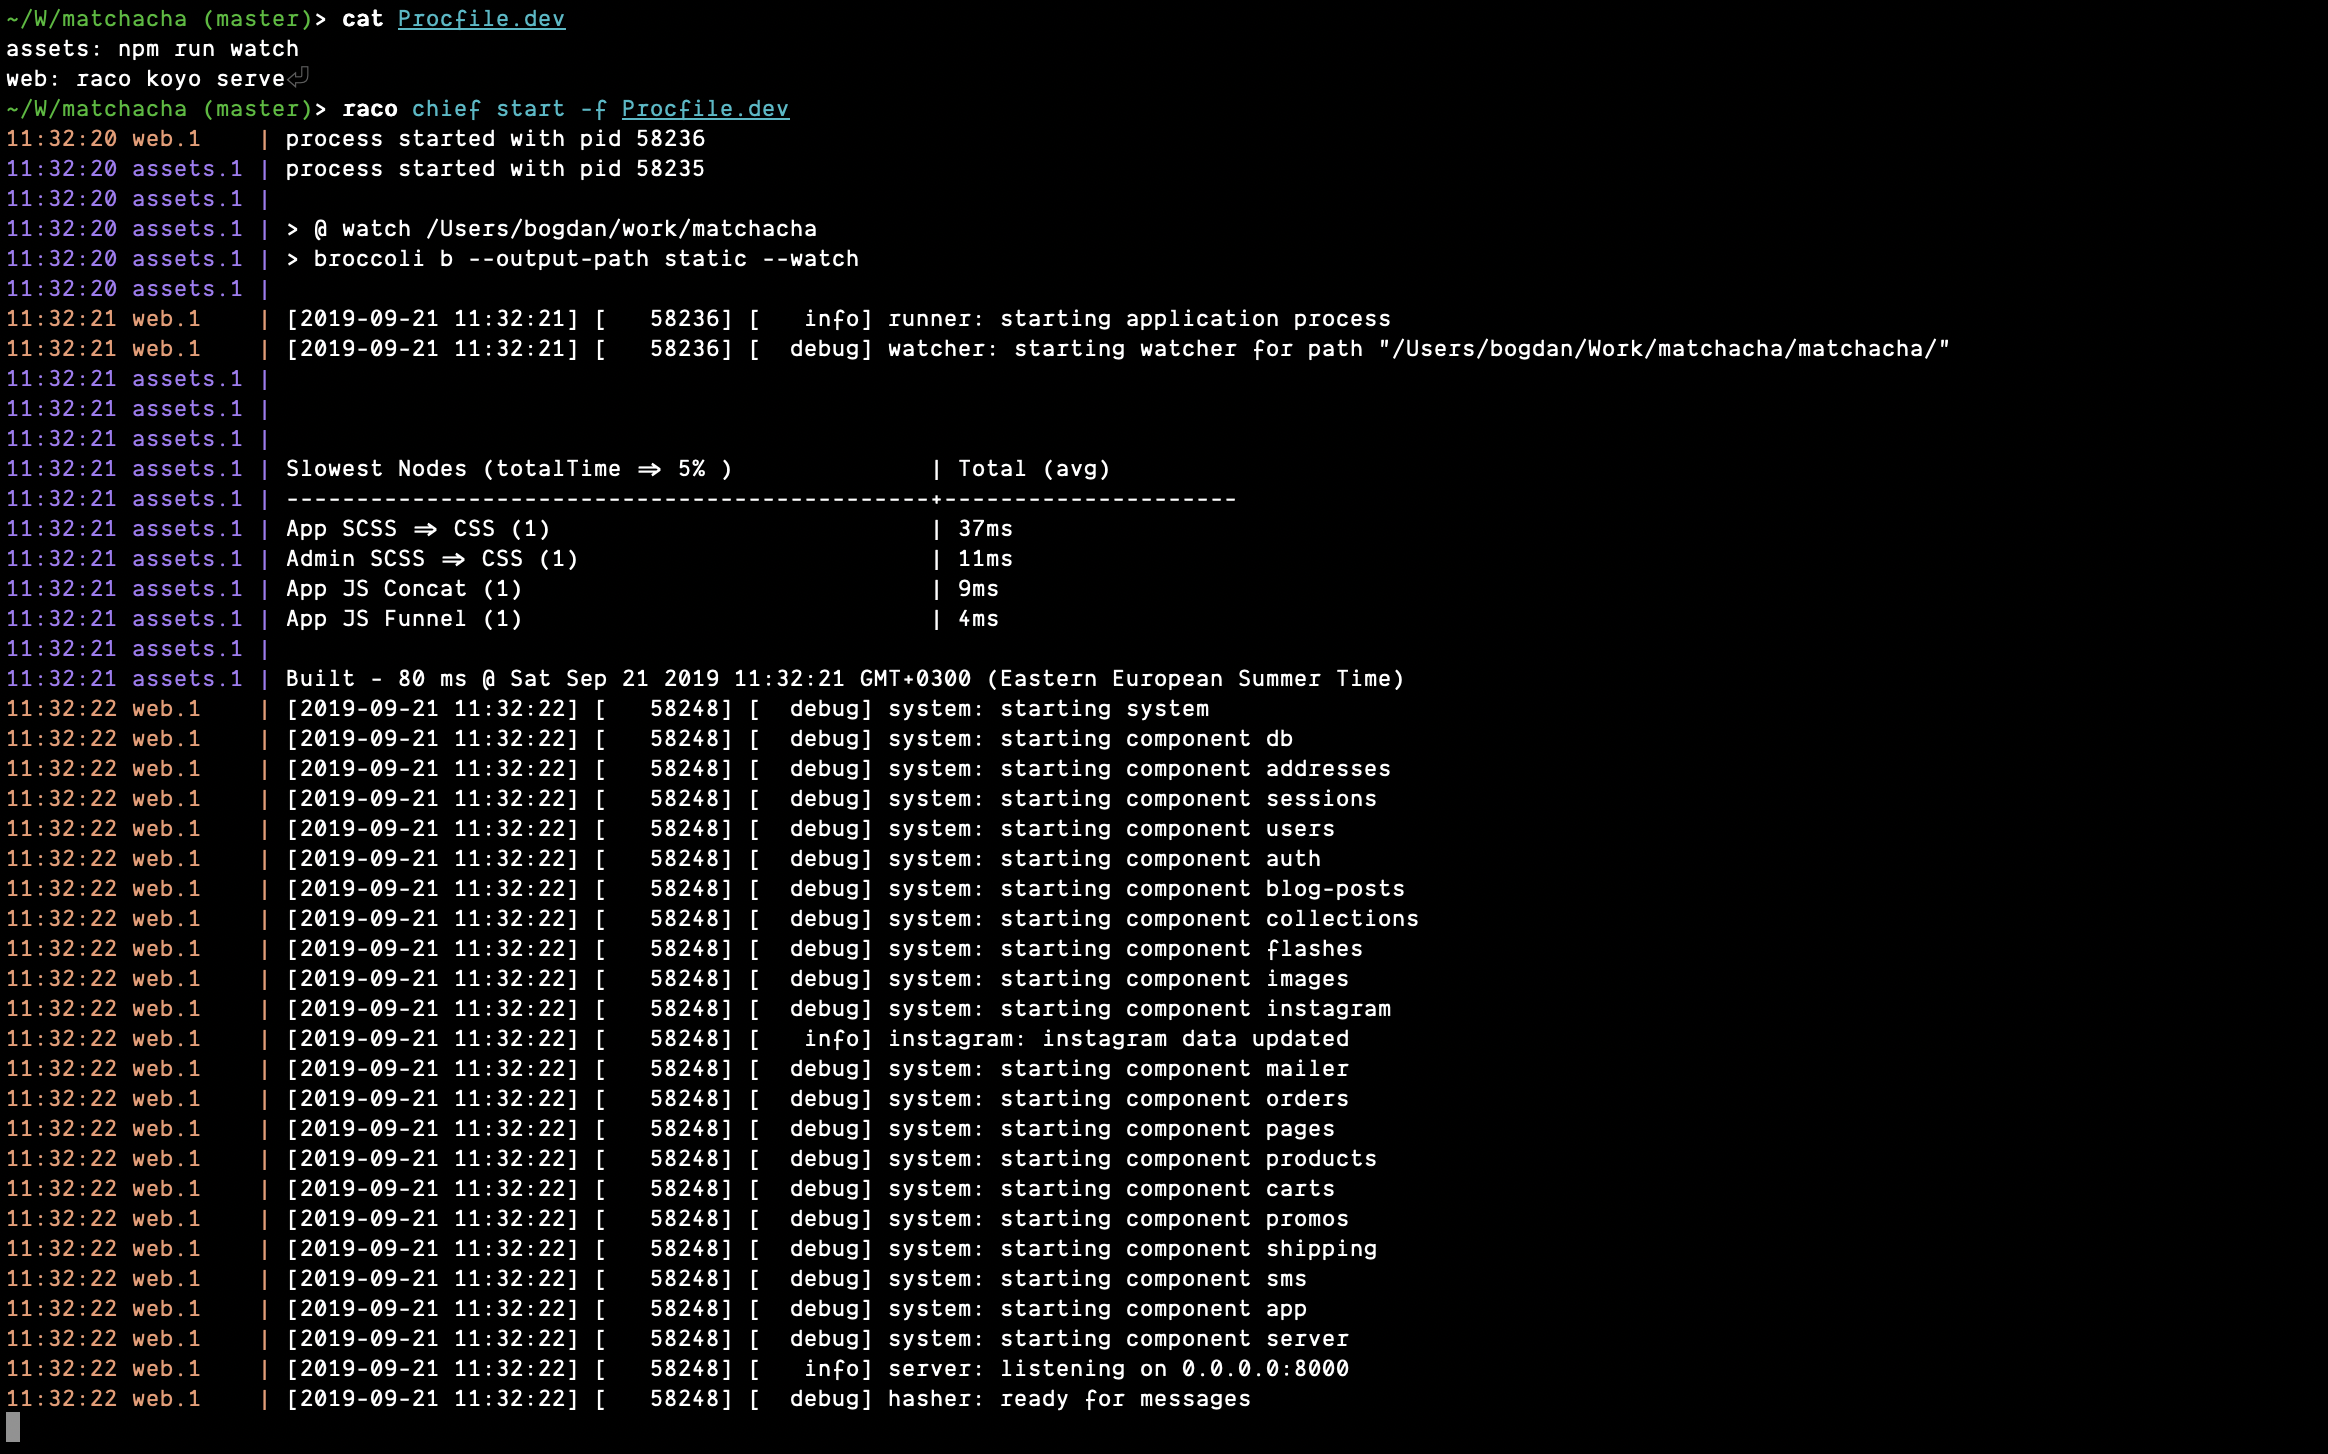 ~/W/matchacha (master)> cat Procfile.dev
assets: npm run watch
web: raco koyo serve⏎
~/W/matchacha (master)> raco chief start -f Procfile.dev
11:32:20 web.1    | process started with pid 58236
11:32:20 assets.1 | process started with pid 58235
11:32:20 assets.1 |
11:32:20 assets.1 | > @ watch /Users/bogdan/work/matchacha
11:32:20 assets.1 | > broccoli b --output-path static --watch
11:32:20 assets.1 |
11:32:21 web.1    | [2019-09-21 11:32:21] [   58236] [   info] runner: starting application process
11:32:21 web.1    | [2019-09-21 11:32:21] [   58236] [  debug] watcher: starting watcher for path "/Users/bogdan/Work/matchacha/matchacha/"
11:32:21 assets.1 |
11:32:21 assets.1 |
11:32:21 assets.1 |
11:32:21 assets.1 | Slowest Nodes (totalTime => 5% )              | Total (avg)
11:32:21 assets.1 | ----------------------------------------------+---------------------
11:32:21 assets.1 | App SCSS => CSS (1)                           | 37ms
11:32:21 assets.1 | Admin SCSS => CSS (1)                         | 11ms
11:32:21 assets.1 | App JS Concat (1)                             | 9ms
11:32:21 assets.1 | App JS Funnel (1)                             | 4ms
11:32:21 assets.1 |
11:32:21 assets.1 | Built - 80 ms @ Sat Sep 21 2019 11:32:21 GMT+0300 (Eastern European Summer Time)
11:32:22 web.1    | [2019-09-21 11:32:22] [   58248] [  debug] system: starting system
11:32:22 web.1    | [2019-09-21 11:32:22] [   58248] [  debug] system: starting component db
11:32:22 web.1    | [2019-09-21 11:32:22] [   58248] [  debug] system: starting component addresses
11:32:22 web.1    | [2019-09-21 11:32:22] [   58248] [  debug] system: starting component sessions
11:32:22 web.1    | [2019-09-21 11:32:22] [   58248] [  debug] system: starting component users
11:32:22 web.1    | [2019-09-21 11:32:22] [   58248] [  debug] system: starting component auth
11:32:22 web.1    | [2019-09-21 11:32:22] [   58248] [  debug] system: starting component blog-posts
11:32:22 web.1    | [2019-09-21 11:32:22] [   58248] [  debug] system: starting component collections
11:32:22 web.1    | [2019-09-21 11:32:22] [   58248] [  debug] system: starting component flashes
11:32:22 web.1    | [2019-09-21 11:32:22] [   58248] [  debug] system: starting component images
11:32:22 web.1    | [2019-09-21 11:32:22] [   58248] [  debug] system: starting component instagram
11:32:22 web.1    | [2019-09-21 11:32:22] [   58248] [   info] instagram: instagram data updated
11:32:22 web.1    | [2019-09-21 11:32:22] [   58248] [  debug] system: starting component mailer
11:32:22 web.1    | [2019-09-21 11:32:22] [   58248] [  debug] system: starting component orders
11:32:22 web.1    | [2019-09-21 11:32:22] [   58248] [  debug] system: starting component pages
11:32:22 web.1    | [2019-09-21 11:32:22] [   58248] [  debug] system: starting component products
11:32:22 web.1    | [2019-09-21 11:32:22] [   58248] [  debug] system: starting component carts
11:32:22 web.1    | [2019-09-21 11:32:22] [   58248] [  debug] system: starting component promos
11:32:22 web.1    | [2019-09-21 11:32:22] [   58248] [  debug] system: starting component shipping
11:32:22 web.1    | [2019-09-21 11:32:22] [   58248] [  debug] system: starting component sms
11:32:22 web.1    | [2019-09-21 11:32:22] [   58248] [  debug] system: starting component app
11:32:22 web.1    | [2019-09-21 11:32:22] [   58248] [  debug] system: starting component server
11:32:22 web.1    | [2019-09-21 11:32:22] [   58248] [   info] server: listening on 0.0.0.0:8000
11:32:22 web.1    | [2019-09-21 11:32:22] [   58248] [  debug] hasher: ready for messages